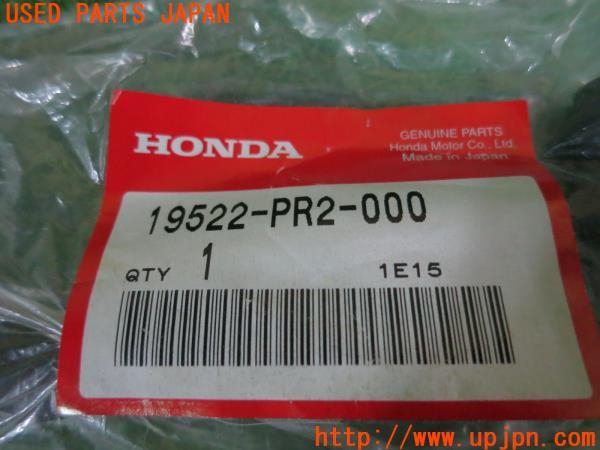 USED PARTS JAPAN
HONDA
GENUINE PARTS
Honda Motor Co., Ltd.
Made in Japan
19522-PR2-000
QTY 1 1E15
http://www.upjpn.com